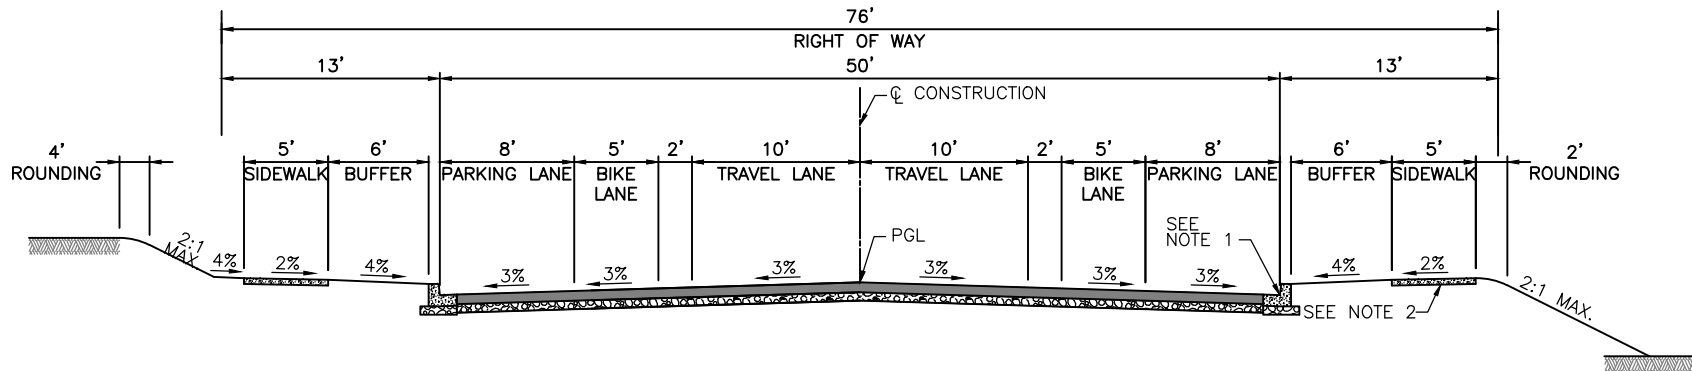 76'
RIGHT OF WAY
13' 50' 13'
℄ CONSTRUCTION
4' 5' 6' 8' 5' 2' 10' 10' 2' 5' 8' 6' 5' 2'
ROUNDING SIDEWALK BUFFER PARKING LANE BIKE LANE TRAVEL LANE TRAVEL LANE BIKE LANE PARKING LANE BUFFER SIDEWALK ROUNDING
SEE
NOTE 1
PGL
2:1
MAX.
4% 2% 4% 3% 3% 3% 3% 3% 3% 4% 2%
2:1 MAX.
SEE NOTE 2